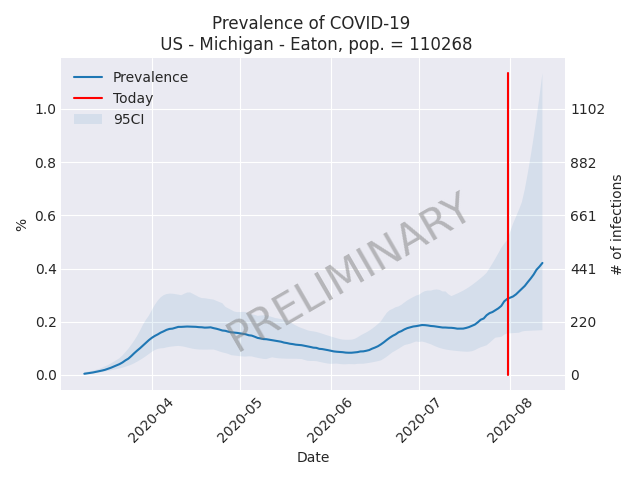 Prevalence of COVID-19
US - Michigan - Eaton, pop. = 110268
Prevalence
Today
95CI
1.0
0.8
0.6
0.4
0.2
0.0
%
1102
882
661
441
220
0
# of infections
PRELIMINARY
2020-04
2020-05
2020-06
2020-07
2020-08
Date